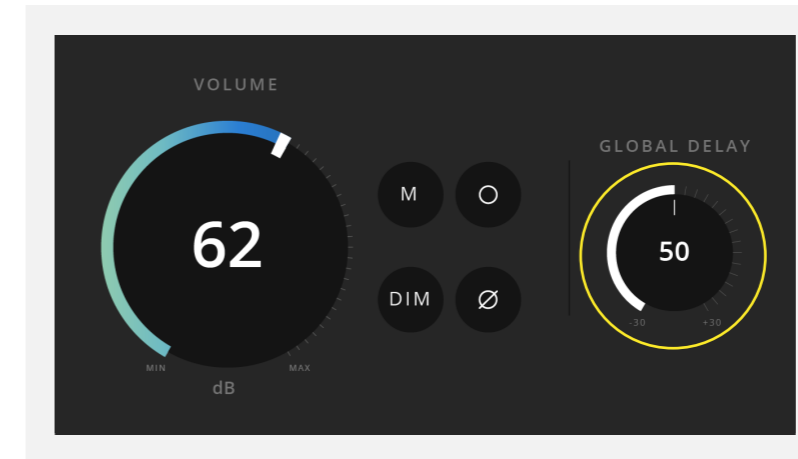 VOLUME
62
MIN
MAX
dB
M
DIM
GLOBAL DELAY
50
-30
+30